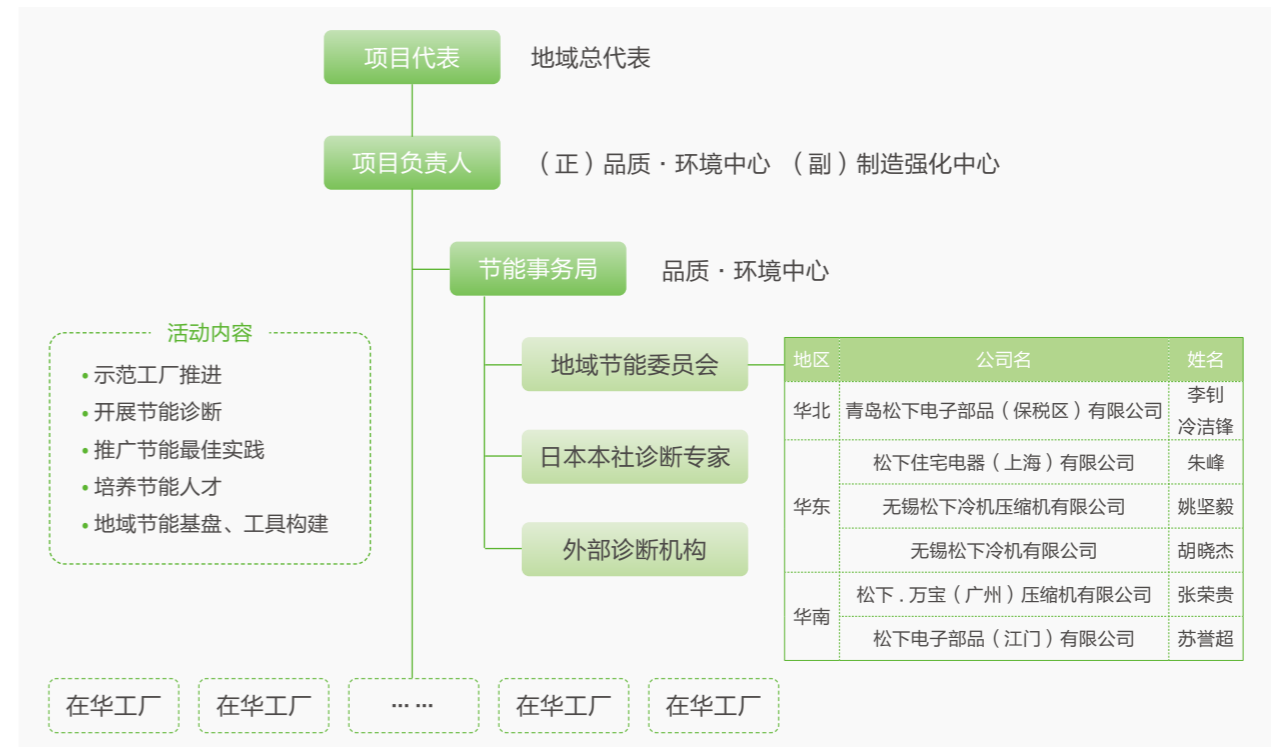 项目代表 地域总代表
项目负责人 （正）品质·环境中心 （副）制造强化中心
节能事务局 品质·环境中心
活动内容
• 示范工厂推进
• 开展节能诊断
• 推广节能最佳实践
• 培养节能人才
• 地域节能基盘、工具构建
地域节能委员会
日本本社诊断专家
外部诊断机构
地区 公司名 姓名
华北 青岛松下电子部品（保税区）有限公司 李钊
冷洁锋
华东 松下住宅电器（上海）有限公司 朱峰
无锡松下冷机压缩机有限公司 姚坚毅
无锡松下冷机有限公司 胡晓杰
华南 松下.万宝（广州）压缩机有限公司 张荣贵
松下电子部品（江门）有限公司 苏誉超
在华工厂 在华工厂 ··· ··· 在华工厂 在华工厂